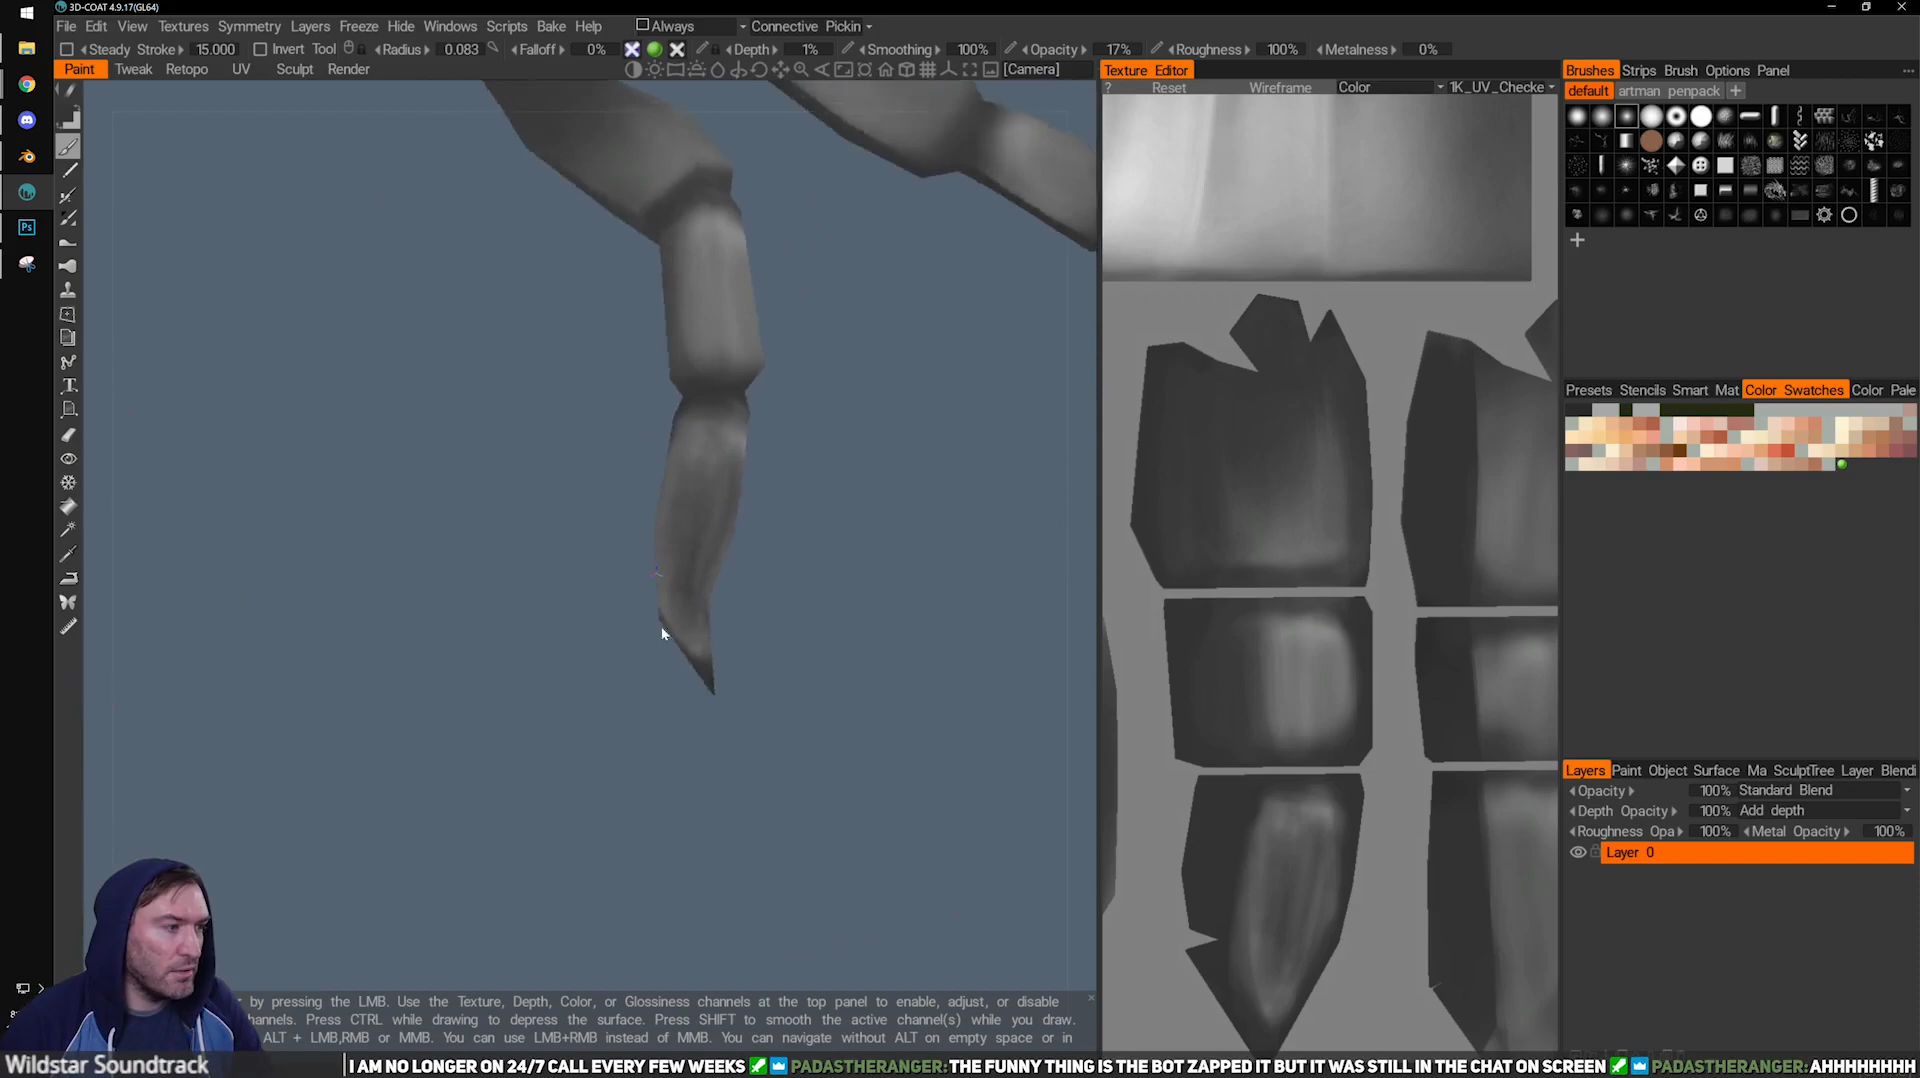 3D-COAT 4.9.17(GL64)
File Edit View Textures Symmetry Layers Freeze Hide Windows Scripts Bake Help Always Connective Pickin
Steady Stroke 15.000 Invert Tool Radius 0.083 Falloff 0% Depth 1% Smoothing 100% Opacity 17% Roughness 100% Metalness 0%
Paint Tweak Retopo UV Sculpt Render [Camera]
Texture Editor
? Reset Wireframe Color 1K_UV_Checke
Brushes Strips Brush Options Panel
default artman penpack
Presets Stencils Smart Mat Color Swatches Color Pale
Layers Paint Object Surface Ma SculptTree Layer Blendi
Opacity 100% Standard Blend
Depth Opacity 100% Add depth
Roughness Opa 100% Metal Opacity 100%
Layer 0
by pressing the LMB. Use the Texture, Depth, Color, or Glossiness channels at the top panel to enable, adjust, or disable
hannels. Press CTRL while drawing to depress the surface. Press SHIFT to smooth the active channel(s) while you draw.
ALT + LMB,RMB or MMB. You can use LMB+RMB instead of MMB. You can navigate without ALT on empty space or in
Wildstar Soundtrack
I AM NO LONGER ON 24/7 CALL EVERY FEW WEEKS PADASTHERANGER: THE FUNNY THING IS THE BOT ZAPPED IT BUT IT WAS STILL IN THE CHAT ON SCREEN PADASTHERANGER: AHHHHHHHH